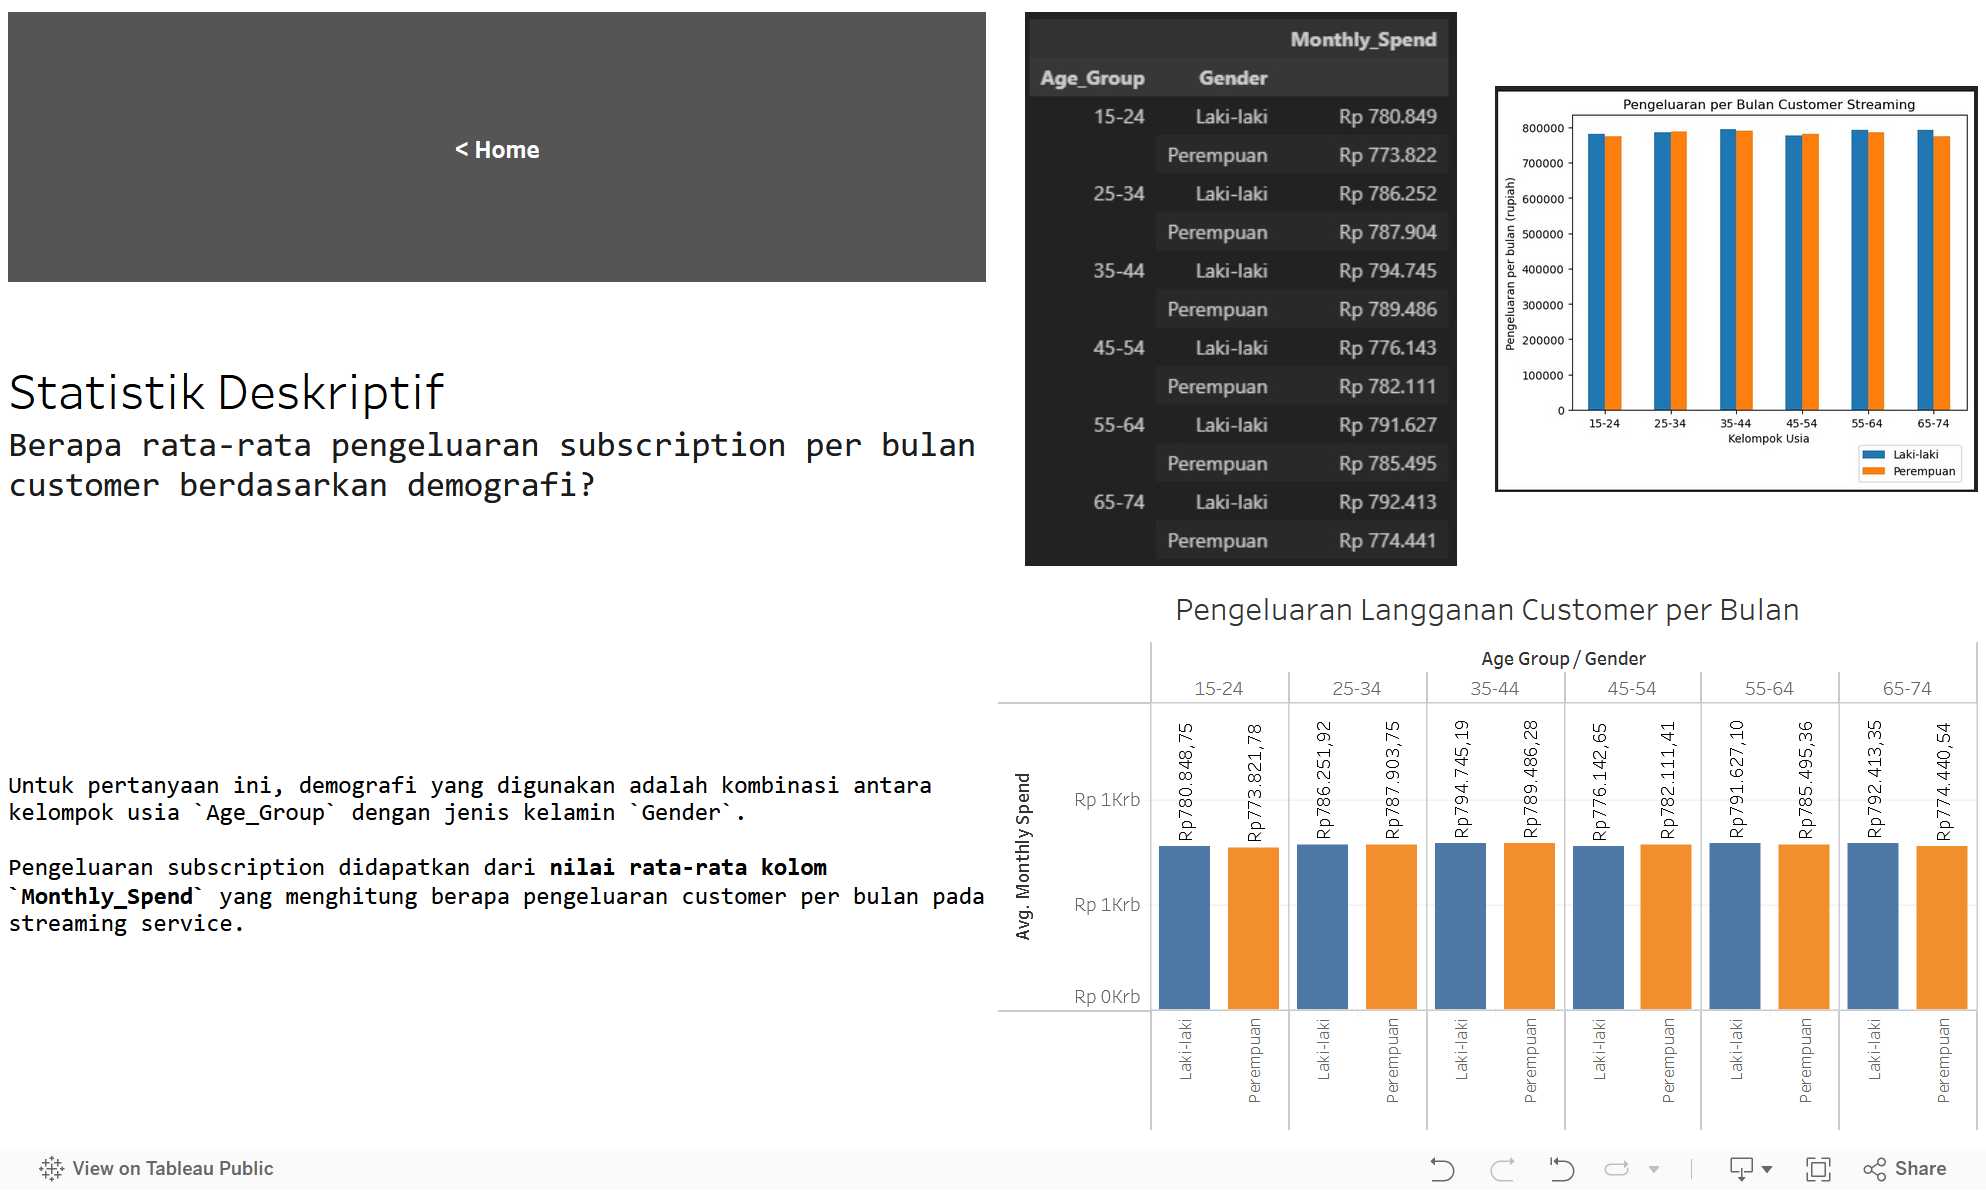 < Home
Statistik Deskriptif
Berapa rata-rata pengeluaran subscription per bulan
customer berdasarkan demografi?
Untuk pertanyaan ini, demografi yang digunakan adalah kombinasi antara
kelompok usia `Age_Group` dengan jenis kelamin `Gender`.
Pengeluaran subscription didapatkan dari nilai rata-rata kolom
`Monthly_Spend` yang menghitung berapa pengeluaran customer per bulan pada
streaming service.
Monthly_Spend
Age_Group Gender
15-24 Laki-laki Rp 780.849
Perempuan Rp 773.822
25-34 Laki-laki Rp 786.252
Perempuan Rp 787.904
35-44 Laki-laki Rp 794.745
Perempuan Rp 789.486
45-54 Laki-laki Rp 776.143
Perempuan Rp 782.111
55-64 Laki-laki Rp 791.627
Perempuan Rp 785.495
65-74 Laki-laki Rp 792.413
Perempuan Rp 774.441
Pengeluaran per Bulan Customer Streaming
Pengeluaran per bulan (rupiah)
800000
700000
600000
500000
400000
300000
200000
100000
0
15-24 25-34 35-44 45-54 55-64 65-74
Kelompok Usia
Laki-laki
Perempuan
Pengeluaran Langganan Customer per Bulan
Age Group / Gender
15-24 25-34 35-44 45-54 55-64 65-74
Avg. Monthly Spend
Rp 1Krb
Rp 1Krb
Rp 0Krb
Rp780.848,75 Rp773.821,78 Rp786.251,92 Rp787.903,75 Rp794.745,19 Rp789.486,28 Rp776.142,65 Rp782.111,41 Rp791.627,10 Rp785.495,36 Rp792.413,35 Rp774.440,54
Laki-laki Perempuan Laki-laki Perempuan Laki-laki Perempuan Laki-laki Perempuan Laki-laki Perempuan Laki-laki Perempuan
View on Tableau Public
Share